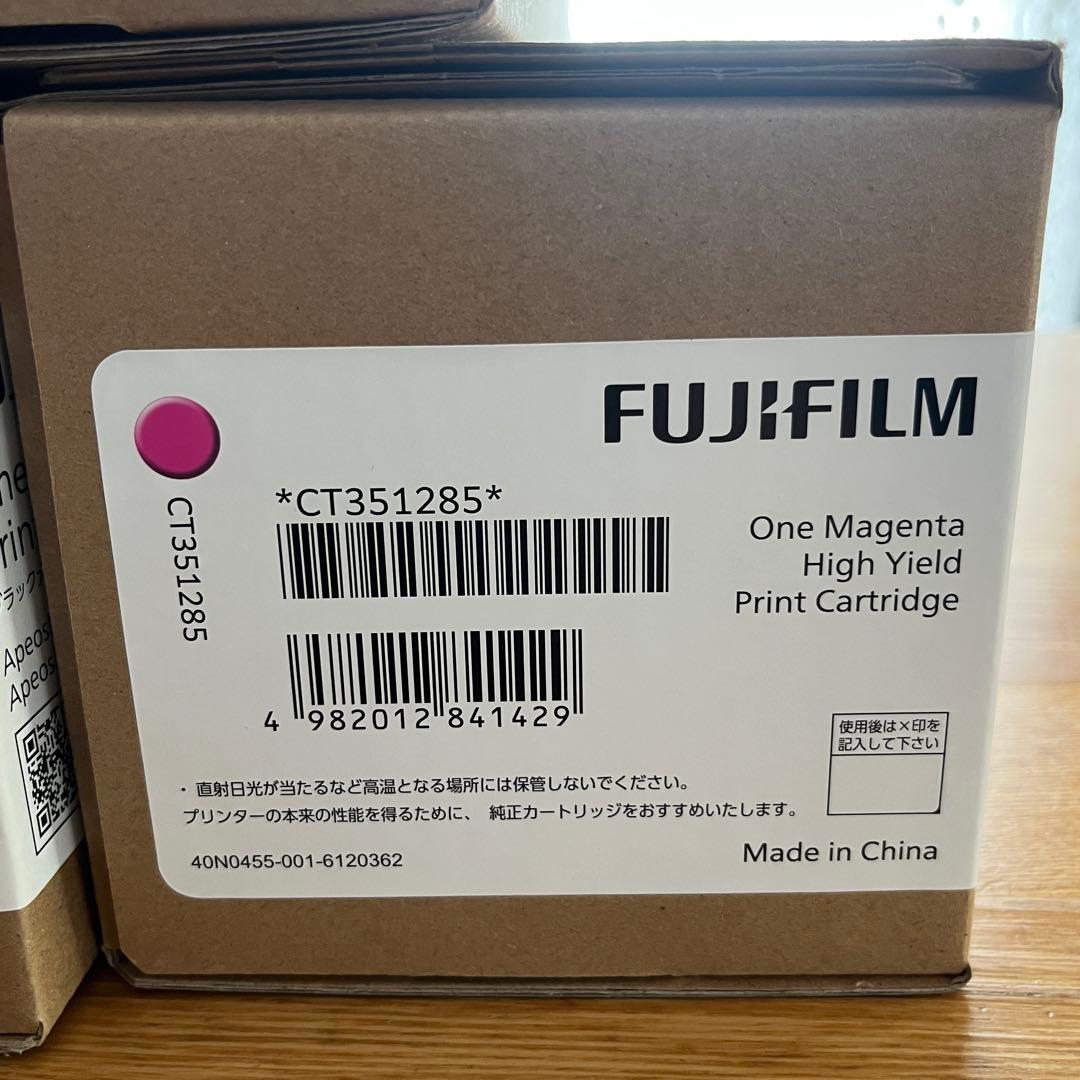 FUJIFILM
*CT351285*
CT351285
One Magenta
High Yield
Print Cartridge
4 982012 841429
使用後は×印を
記入して下さい
・直射日光が当たるなど高温となる場所には保管しないでください。
プリンターの本来の性能を得るために、 純正カートリッジをおすすめいたします。
40N0455-001-6120362
Made in China
Apeos
Apeos